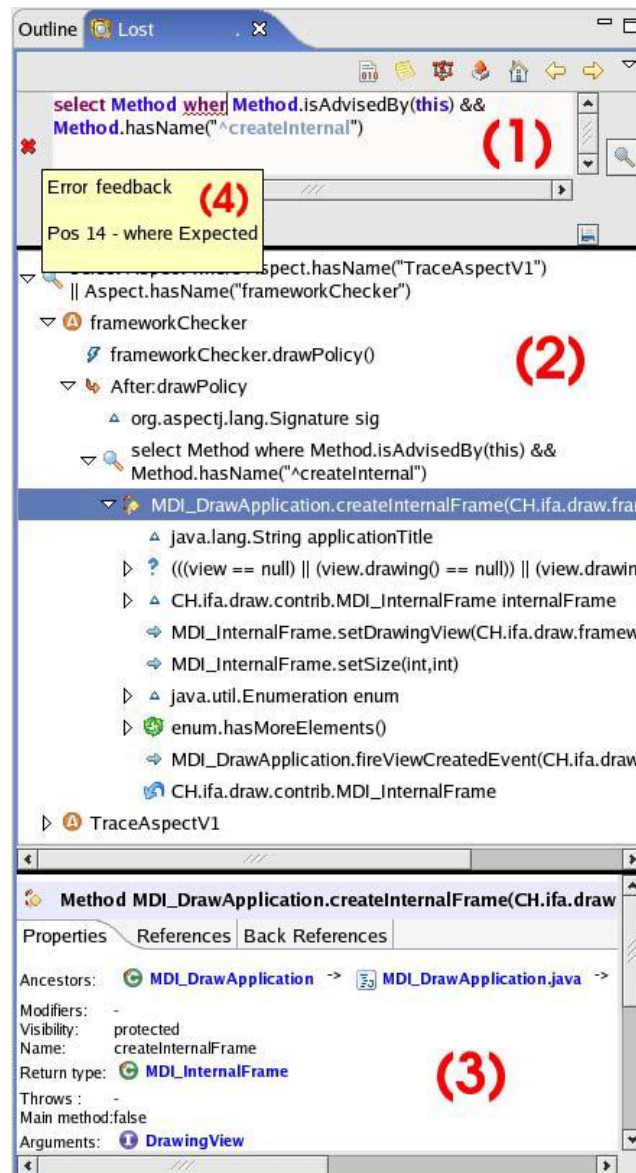 Outline Lost
select Method wher Method.isAdvisedBy(this) &&
Method.hasName("^createInternal")
(1)
Error feedback
(4)
Pos 14 - where Expected
select Aspect where Aspect.hasName("TraceAspectV1")
|| Aspect.hasName("frameworkChecker")
frameworkChecker
(2)
frameworkChecker.drawPolicy()
After:drawPolicy
org.aspectj.lang.Signature sig
select Method where Method.isAdvisedBy(this) &&
Method.hasName("^createInternal")
MDI_DrawApplication.createInternalFrame(CH.ifa.draw.fra
java.lang.String applicationTitle
(((view == null) || (view.drawing() == null)) || (view.drawin
CH.ifa.draw.contrib.MDI_InternalFrame internalFrame
MDI_InternalFrame.setDrawingView(CH.ifa.draw.framew
MDI_InternalFrame.setSize(int,int)
java.util.Enumeration enum
enum.hasMoreElements()
MDI_DrawApplication.fireViewCreatedEvent(CH.ifa.draw
CH.ifa.draw.contrib.MDI_InternalFrame
TraceAspectV1
Method MDI_DrawApplication.createInternalFrame(CH.ifa.draw
Properties References Back References
Ancestors: MDI_DrawApplication -> MDI_DrawApplication.java ->
Modifiers: -
Visibility: protected
Name: createInternalFrame
Return type: MDI_InternalFrame
(3)
Throws : -
Main method:false
Arguments: DrawingView